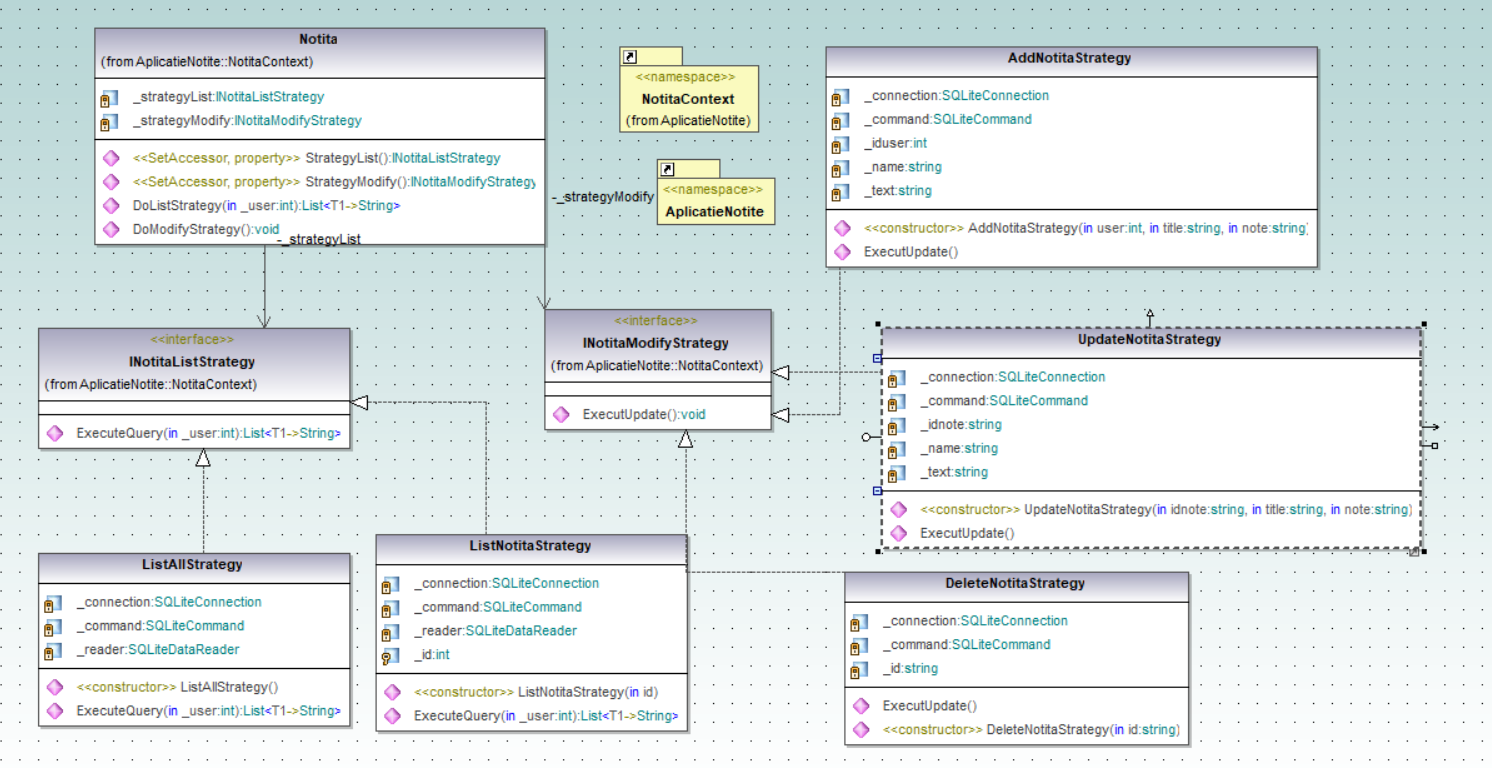 Notita
(from AplicatieNotite::NotitaContext)
_strategyList:INotitaListStrategy
_strategyModify:INotitaModifyStrategy
<<SetAccessor, property>> StrategyList():INotitaListStrategy
<<SetAccessor, property>> StrategyModify():INotitaModifyStrategy
DoListStrategy(in _user:int):List<T1->String>
DoModifyStrategy():void
-_strategyList
-_strategyModify
<<namespace>>
NotitaContext
(from AplicatieNotite)
<<namespace>>
AplicatieNotite
AddNotitaStrategy
_connection:SQLiteConnection
_command:SQLiteCommand
_iduser:int
_name:string
_text:string
<<constructor>> AddNotitaStrategy(in user:int, in title:string, in note:string)
ExecutUpdate()
<<interface>>
INotitaListStrategy
(from AplicatieNotite::NotitaContext)
ExecuteQuery(in _user:int):List<T1->String>
<<interface>>
INotitaModifyStrategy
(from AplicatieNotite::NotitaContext)
ExecutUpdate():void
UpdateNotitaStrategy
_connection:SQLiteConnection
_command:SQLiteCommand
_idnote:string
_name:string
_text:string
<<constructor>> UpdateNotitaStrategy(in idnote:string, in title:string, in note:string)
ExecutUpdate()
ListAllStrategy
_connection:SQLiteConnection
_command:SQLiteCommand
_reader:SQLiteDataReader
<<constructor>> ListAllStrategy()
ExecuteQuery(in _user:int):List<T1->String>
ListNotitaStrategy
_connection:SQLiteConnection
_command:SQLiteCommand
_reader:SQLiteDataReader
_id:int
<<constructor>> ListNotitaStrategy(in id)
ExecuteQuery(in _user:int):List<T1->String>
DeleteNotitaStrategy
_connection:SQLiteConnection
_command:SQLiteCommand
_id:string
ExecutUpdate()
<<constructor>> DeleteNotitaStrategy(in id:string)